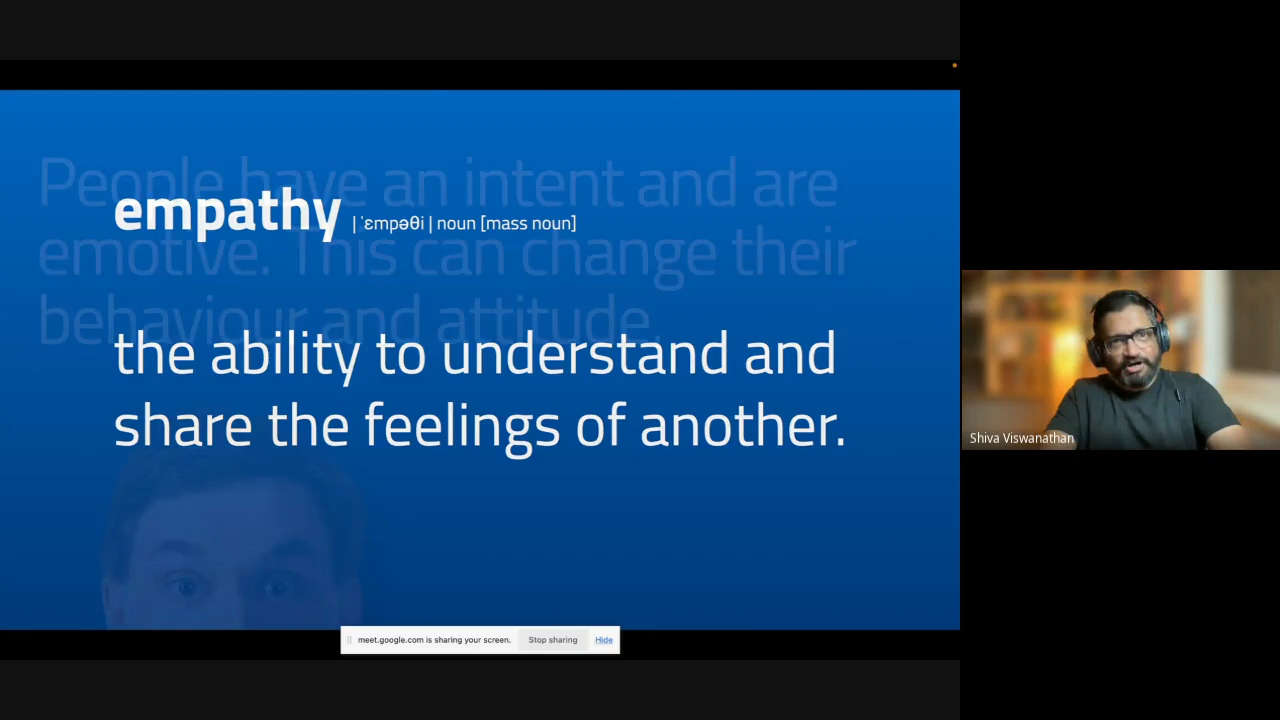 People have an intent and are
empathy | ˈɛmpəθi | noun [mass noun]
emotive. This can change their
behaviour and attitude.
the ability to understand and
share the feelings of another.
Shiva Viswanathan
meet.google.com is sharing your screen. Stop sharing Hide